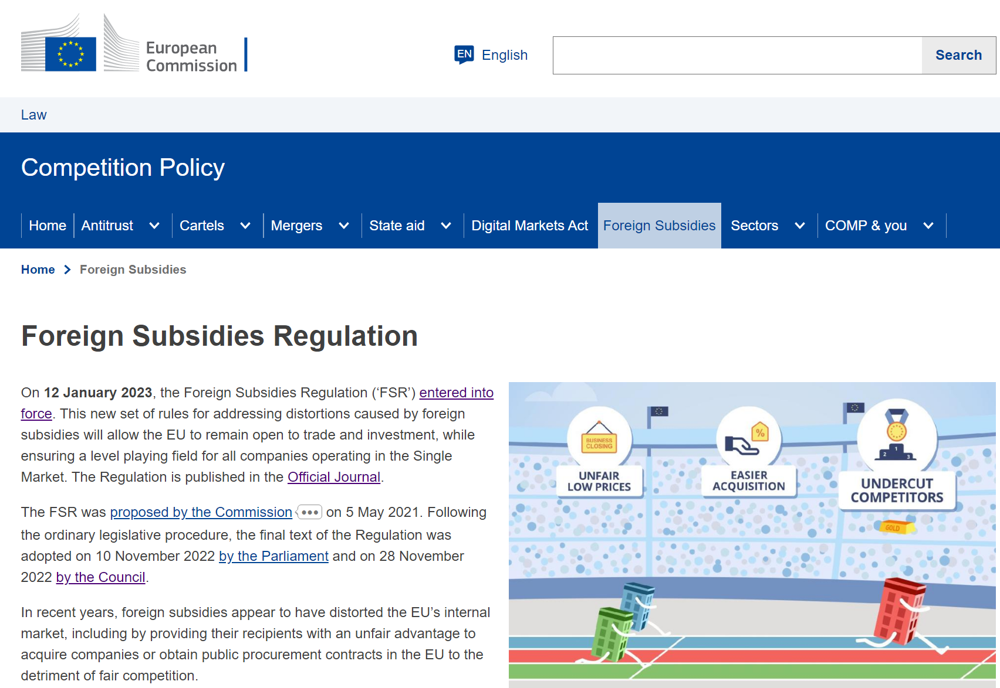 European
Commission
EN English
Search
Law
Competition Policy
Home Antitrust Cartels Mergers State aid Digital Markets Act Foreign Subsidies Sectors COMP & you
Home Foreign Subsidies
Foreign Subsidies Regulation
On 12 January 2023, the Foreign Subsidies Regulation (‘FSR’) entered into
force. This new set of rules for addressing distortions caused by foreign
subsidies will allow the EU to remain open to trade and investment, while
ensuring a level playing field for all companies operating in the Single
Market. The Regulation is published in the Official Journal.
The FSR was proposed by the Commission ••• on 5 May 2021. Following
the ordinary legislative procedure, the final text of the Regulation was
adopted on 10 November 2022 by the Parliament and on 28 November
2022 by the Council.
In recent years, foreign subsidies appear to have distorted the EU’s internal
market, including by providing their recipients with an unfair advantage to
acquire companies or obtain public procurement contracts in the EU to the
detriment of fair competition.
BUSINESS
CLOSING
UNFAIR
LOW PRICES
%
EASIER
ACQUISITION
2 1 3
UNDERCUT
COMPETITORS
GOLD